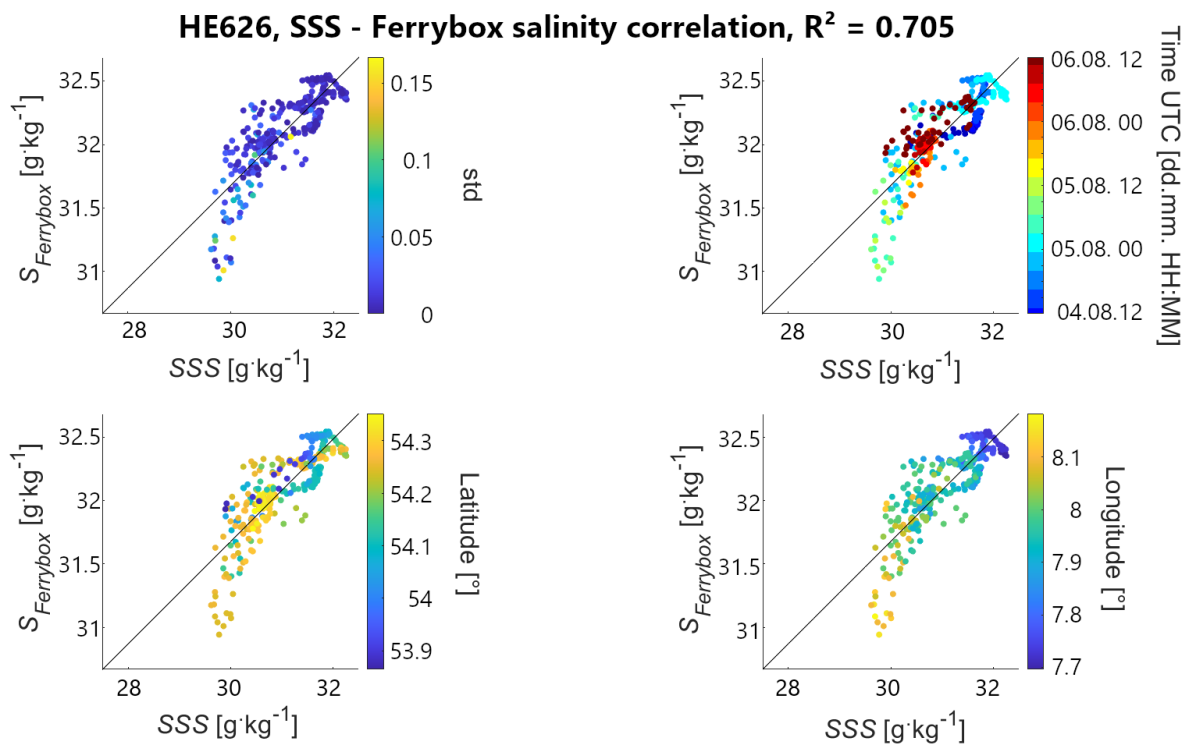 HE626, SSS - Ferrybox salinity correlation, R² = 0.705
S_Ferrybox [g·kg⁻¹]
32.5
32
31.5
31
28 30 32
SSS [g·kg⁻¹]
0.15
0.1
0.05
0
std
S_Ferrybox [g·kg⁻¹]
32.5
32
31.5
31
28 30 32
SSS [g·kg⁻¹]
06.08. 12
06.08. 00
05.08. 12
05.08. 00
04.08.12
Time UTC [dd.mm. HH:MM]
S_Ferrybox [g·kg⁻¹]
32.5
32
31.5
31
28 30 32
SSS [g·kg⁻¹]
54.3
54.2
54.1
54
53.9
Latitude [°]
S_Ferrybox [g·kg⁻¹]
32.5
32
31.5
31
28 30 32
SSS [g·kg⁻¹]
8.1
8
7.9
7.8
7.7
Longitude [°]